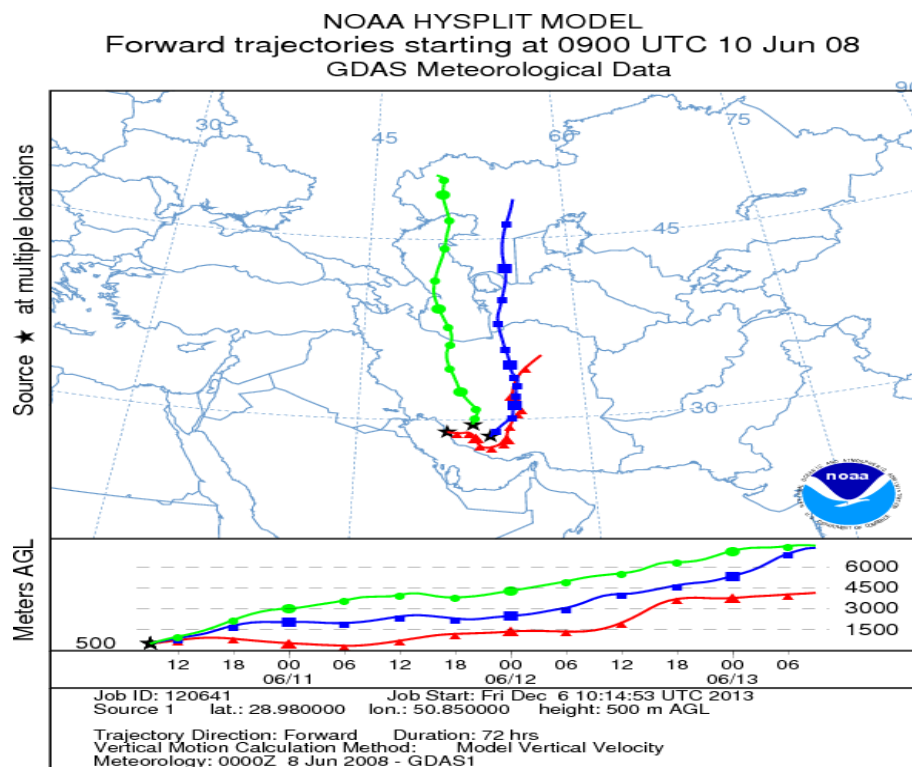 NOAA HYSPLIT MODEL
Forward trajectories starting at 0900 UTC 10 Jun 08
GDAS Meteorological Data
Source ★ at multiple locations
30
45
60
75
90
45
30
noaa
Meters AGL
6000
4500
3000
1500
500
12 18 00 06 12 18 00 06 12 18 00 06
06/11 06/12 06/13
Job ID: 120641 Job Start: Fri Dec 6 10:14:53 UTC 2013
Source 1 lat.: 28.980000 lon.: 50.850000 height: 500 m AGL
Trajectory Direction: Forward Duration: 72 hrs
Vertical Motion Calculation Method: Model Vertical Velocity
Meteorology: 0000Z 8 Jun 2008 - GDAS1